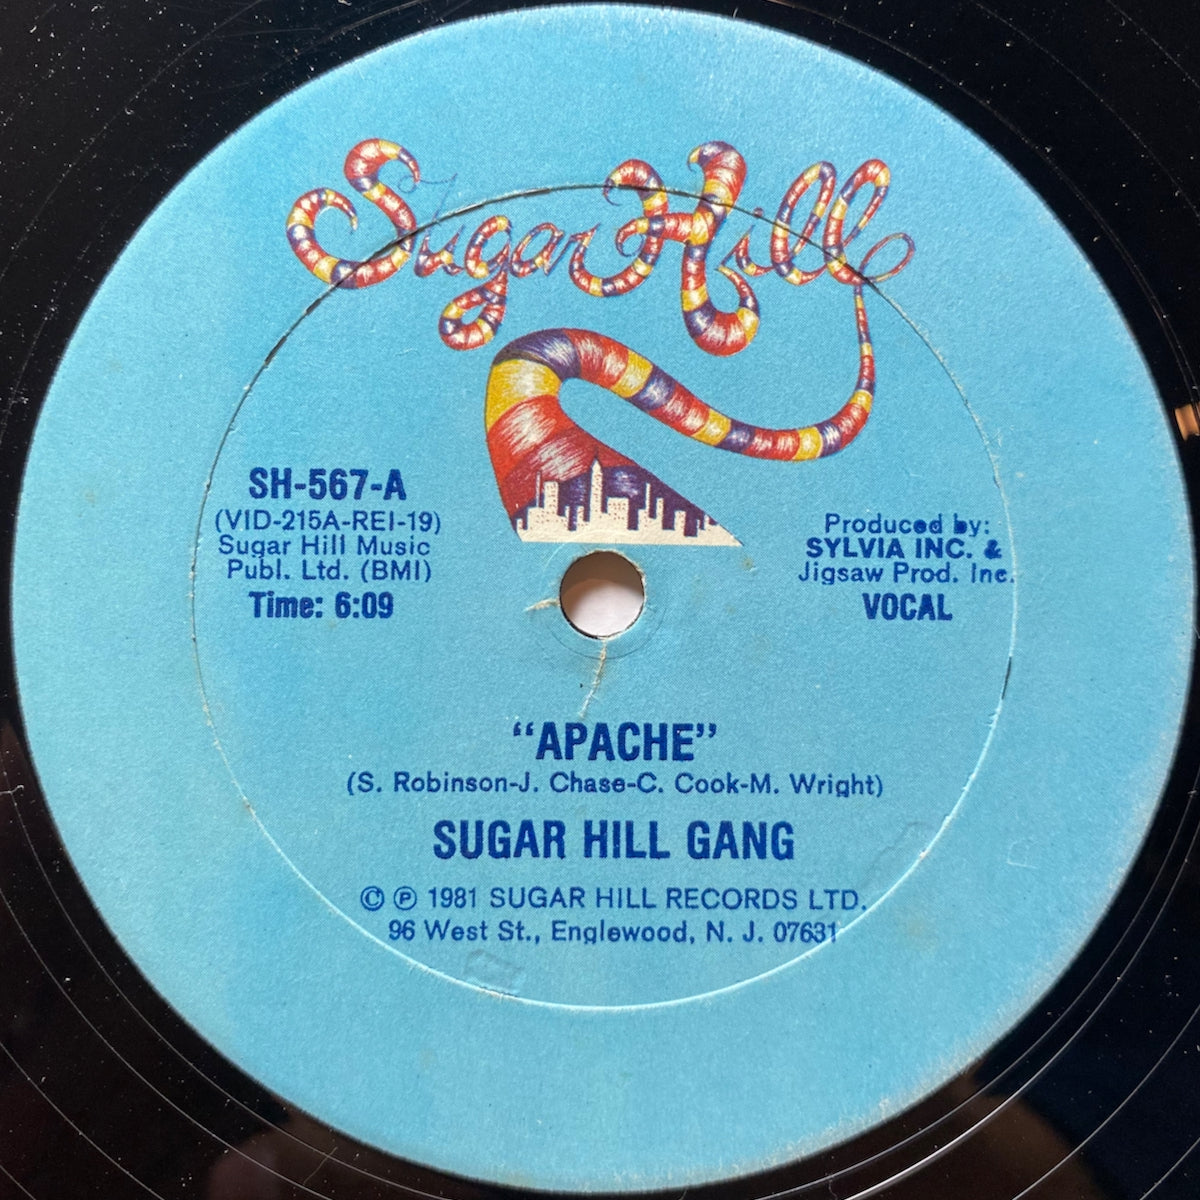 Sugar Hill
SH-567-A
(VID-215A-REI-19)
Sugar Hill Music
Publ. Ltd. (BMI)
Time: 6:09
Produced by:
SYLVIA INC. &
Jigsaw Prod. Inc.
VOCAL
“APACHE”
(S. Robinson-J. Chase-C. Cook-M. Wright)
SUGAR HILL GANG
© ℗ 1981 SUGAR HILL RECORDS LTD.
96 West St., Englewood, N. J. 07631